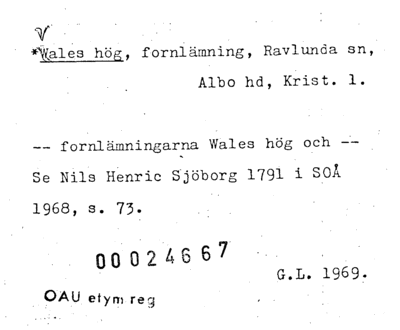 V
*Wales hög, fornlämning, Ravlunda sn,
Albo hd, Krist. l.
-- fornlämningarna Wales hög och --
Se Nils Henric Sjöborg 1791 i SOÅ
1968, s. 73.
00024667
G.L. 1969.
OAU etym reg